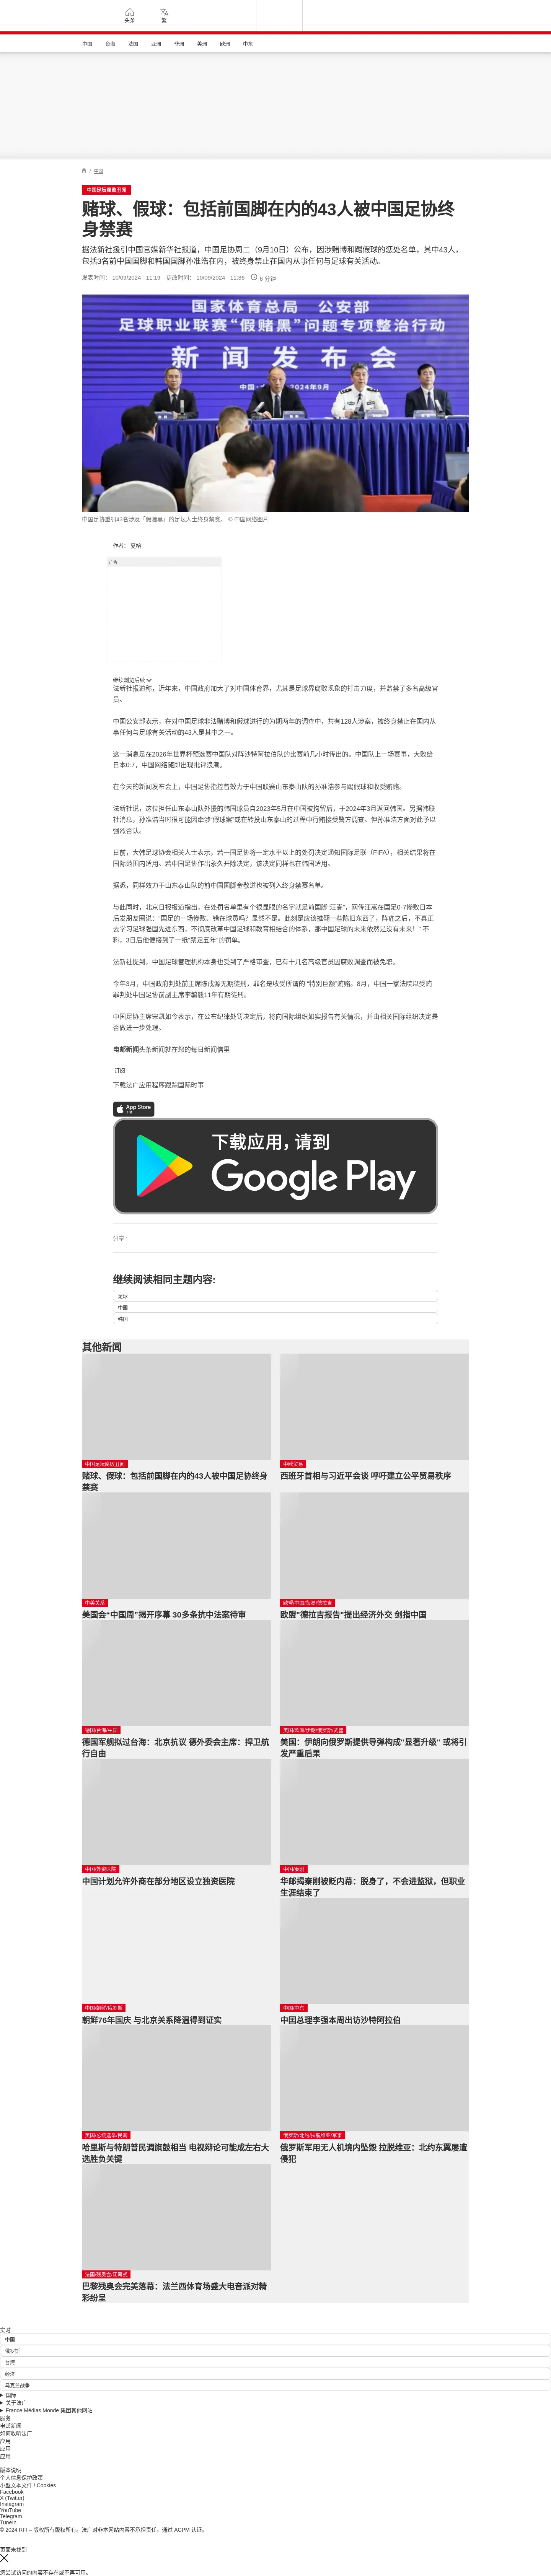 头条
繁
中国
台海
法国
亚洲
非洲
美洲
欧洲
中东
/ 中国
中国足坛腐败丑闻
赌球、假球：包括前国脚在内的43人被中国足协终
身禁赛
据法新社援引中国官媒新华社报道，中国足协周二（9月10日）公布，因涉赌博和踢假球的惩处名单，其中43人，
包括3名前中国国脚和韩国国脚孙准浩在内，被终身禁止在国内从事任何与足球有关活动。
发表时间： 10/09/2024 - 11:19 更改时间： 10/09/2024 - 11:36 6 分钟
国家体育总局 公安部
足球职业联赛“假赌黑”问题专项整治行动
新闻发布会
中国·2024年9月
中国足协重罚43名涉及「假赌黑」的足坛人士终身禁赛。 © 中国网络图片
作者： 夏榕
广告
继续浏览后续
法新社报道称，近年来，中国政府加大了对中国体育界，尤其是足球界腐败现象的打击力度，并监禁了多名高级官
员。
中国公安部表示，在对中国足球非法赌博和假球进行的为期两年的调查中，共有128人涉案，被终身禁止在国内从
事任何与足球有关活动的43人是其中之一。
这一消息是在2026年世界杯预选赛中国队对阵沙特阿拉伯队的比赛前几小时传出的。中国队上一场赛事，大败给
日本0:7，中国网络随即出现批评浪潮。
在今天的新闻发布会上，中国足协指控曾效力于中国联赛山东泰山队的孙准浩参与踢假球和收受贿赂。
法新社说，这位担任山东泰山队外援的韩国球员自2023年5月在中国被拘留后，于2024年3月返回韩国。另据韩联
社消息，孙准浩当时很可能因牵涉“假球案”或在转投山东泰山的过程中行贿接受警方调查。但孙准浩方面对此予以
强烈否认。
日前，大韩足球协会相关人士表示，若一国足协将一定水平以上的处罚决定通知国际足联（FIFA），相关结果将在
国际范围内适用。若中国足协作出永久开除决定，该决定同样也在韩国适用。
据悉，同样效力于山东泰山队的前中国国脚金敬道也被列入终身禁赛名单。
与此同时，北京日报报道指出，在处罚名单里有个很显眼的名字就是前国脚“汪嵩”，网传汪嵩在国足0-7惨败日本
后发朋友圈说：“国足的一场惨败、错在球员吗？显然不是。此刻是应该推翻一些陈旧东西了，阵痛之后，不真正
去学习足球强国先进东西，不彻底改革中国足球和教育相结合的体系，那中国足球的未来依然是没有未来！” 不
料，3日后他便接到了一纸“禁足五年”的罚单。
法新社提到，中国足球管理机构本身也受到了严格审查，已有十几名高级官员因腐败调查而被免职。
今年3月，中国政府判处前主席陈戌源无期徒刑，罪名是收受所谓的 “特别巨额”贿赂。8月，中国一家法院以受贿
罪判处中国足协前副主席李毓毅11年有期徒刑。
中国足协主席宋凯如今表示，在公布纪律处罚决定后，将向国际组织如实报告有关情况，并由相关国际组织决定是
否做进一步处理。
电邮新闻头条新闻就在您的每日新闻信里
订阅
下载法广应用程序跟踪国际时事
App Store
下载
下载应用，请到
Google Play
分享 :
继续阅读相同主题内容:
足球
中国
韩国
其他新闻
中国足坛腐败丑闻
赌球、假球：包括前国脚在内的43人被中国足协终身
禁赛
中欧贸易
西班牙首相与习近平会谈 呼吁建立公平贸易秩序
中美关系
美国会“中国周”揭开序幕 30多条抗中法案待审
欧盟/中国/贸易/德拉吉
欧盟“德拉吉报告”提出经济外交 剑指中国
德国/台海/中国
德国军舰拟过台海：北京抗议 德外委会主席：捍卫航
行自由
美国/欧洲/伊朗/俄罗斯/武器
美国：伊朗向俄罗斯提供导弹构成"显著升级" 或将引
发严重后果
中国/外资医院
中国计划允许外商在部分地区设立独资医院
中国/秦刚
华邮揭秦刚被贬内幕：脱身了，不会进监狱，但职业
生涯结束了
中国/朝鲜/俄罗斯
朝鲜76年国庆 与北京关系降温得到证实
中国/中东
中国总理李强本周出访沙特阿拉伯
美国/总统选举/民调
哈里斯与特朗普民调旗鼓相当 电视辩论可能成左右大
选胜负关键
俄罗斯/北约/拉脱维亚/军事
俄罗斯军用无人机境内坠毁 拉脱维亚：北约东翼屡遭
侵犯
法国/残奥会/闭幕式
巴黎残奥会完美落幕：法兰西体育场盛大电音派对精
彩纷呈
实时
中国
俄罗斯
台湾
经济
乌克兰战争
国际
关于法广
France Médias Monde 集团其他网站
服务
电邮新闻
如何收听法广
应用
应用
应用
版本说明
个人信息保护政策
小型文本文件 / Cookies
Facebook
X (Twitter)
Instagram
YouTube
Telegram
TuneIn
© 2024 RFI – 版权所有版权所有。法广对非本网站内容不承担责任。通过 ACPM 认证。
页面未找到
您尝试访问的内容不存在或不再可用。